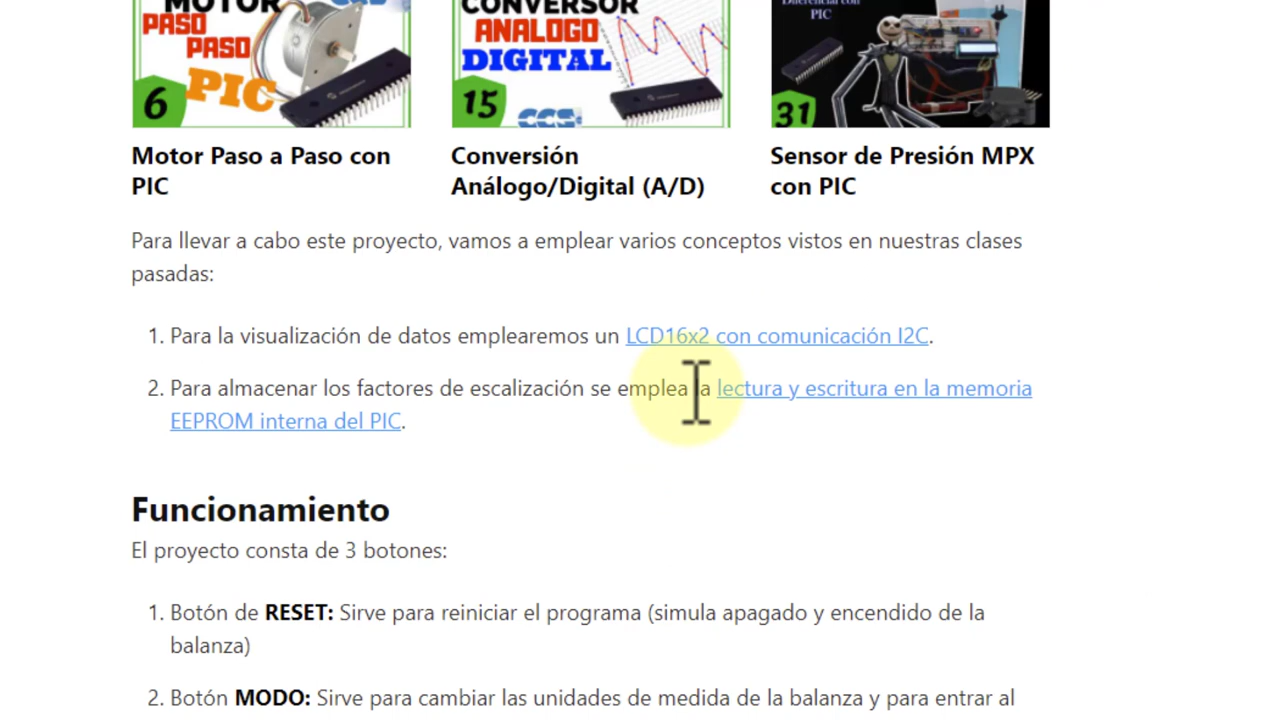 MOTOR
PASO
PASO
PIC
6
CONVERSOR
ANALOGO
DIGITAL
15
CCS
Diferencial con
PIC
31
Motor Paso a Paso con
PIC
Conversión
Análogo/Digital (A/D)
Sensor de Presión MPX
con PIC
Para llevar a cabo este proyecto, vamos a emplear varios conceptos vistos en nuestras clases
pasadas:
1. Para la visualización de datos emplearemos un LCD16x2 con comunicación I2C.
2. Para almacenar los factores de escalización se emplea la lectura y escritura en la memoria
EEPROM interna del PIC.
Funcionamiento
El proyecto consta de 3 botones:
1. Botón de RESET: Sirve para reiniciar el programa (simula apagado y encendido de la
balanza)
2. Botón MODO: Sirve para cambiar las unidades de medida de la balanza y para entrar al